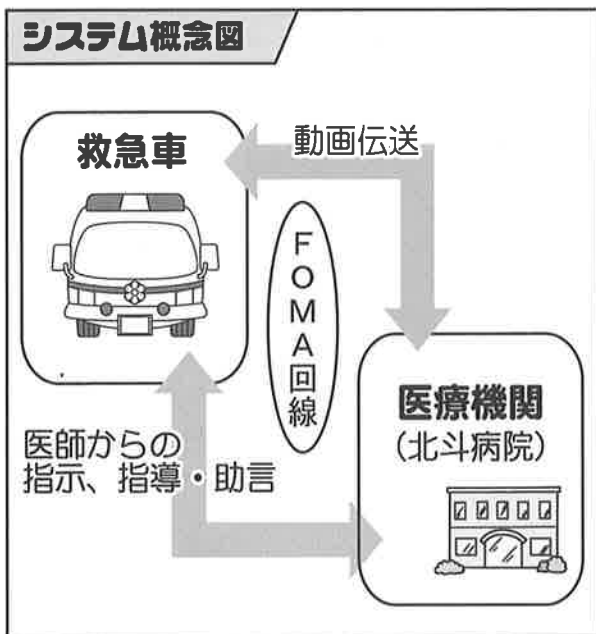 システム概念図
救急車
動画伝送
FOMA回線
医療機関
(北斗病院)
医師からの
指示、指導・助言